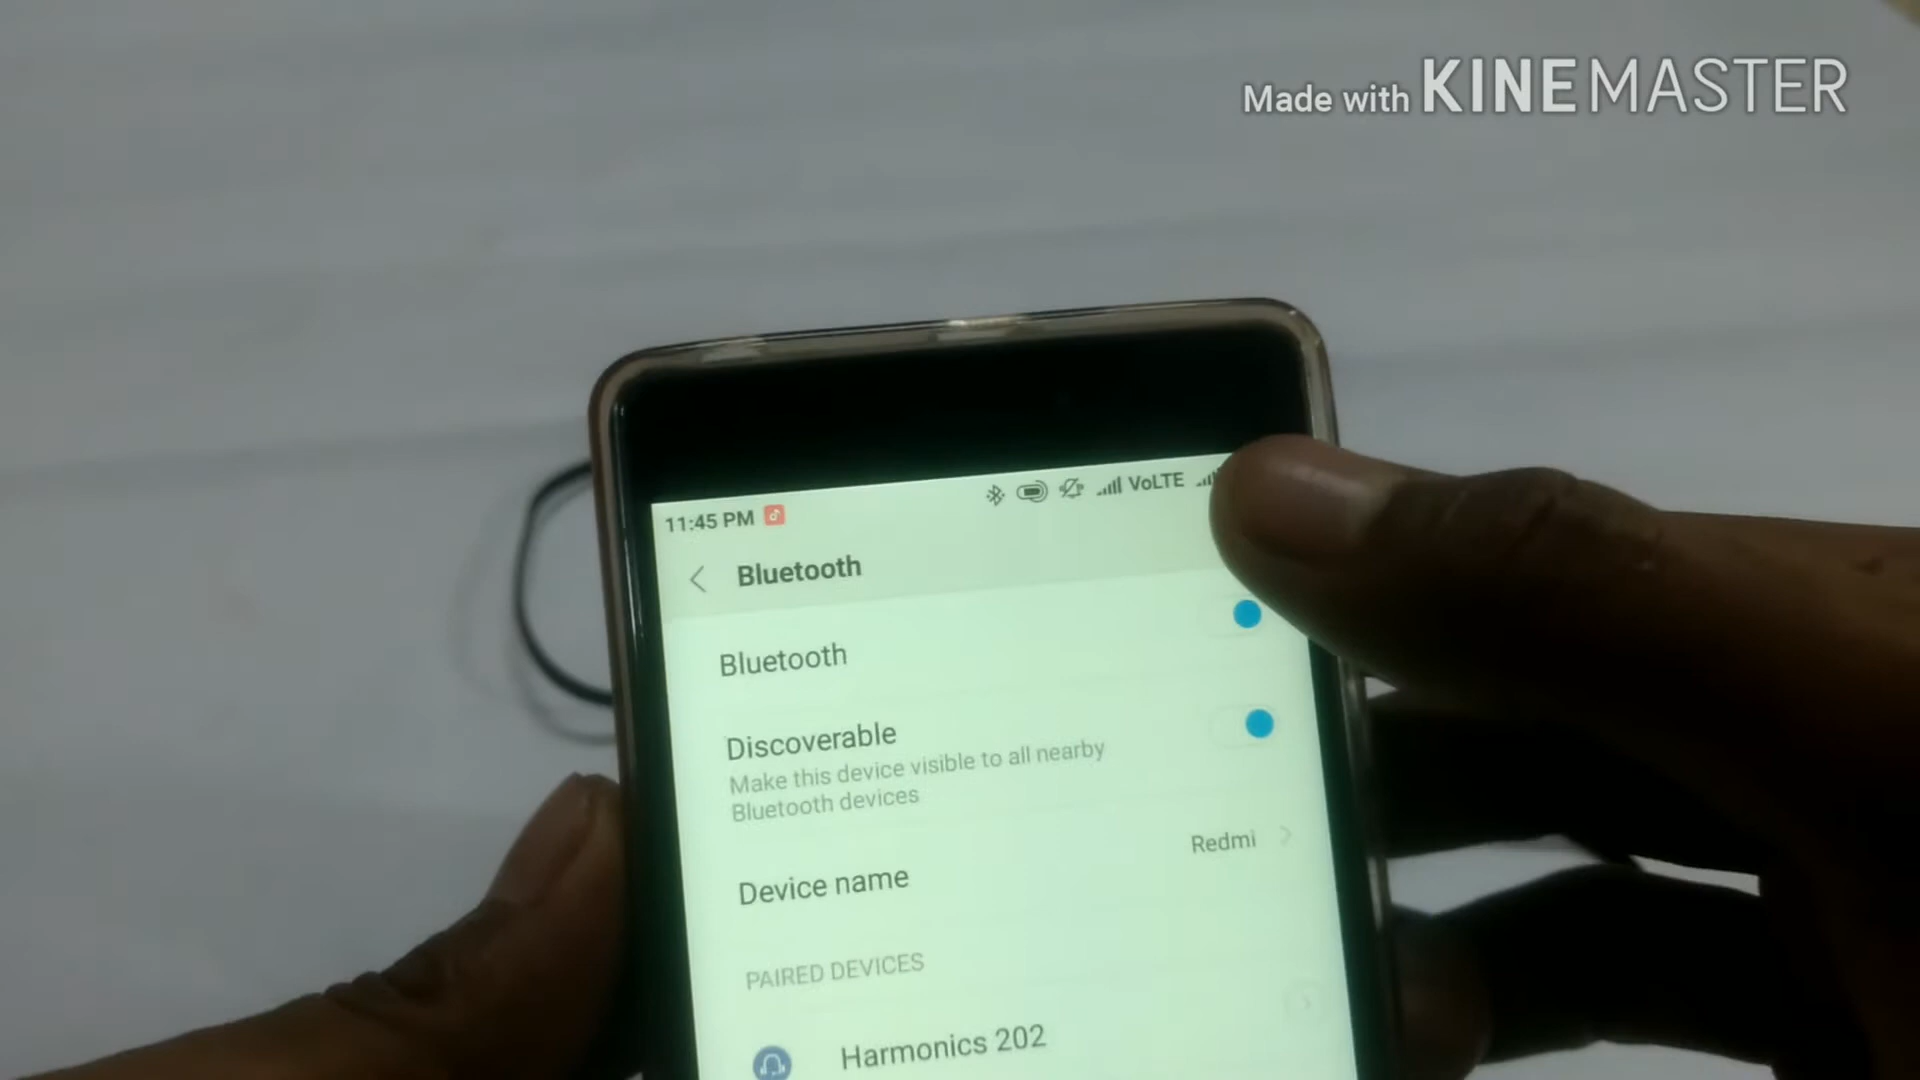 Made with KINEMASTER
11:45 PM VoLTE
Bluetooth
Bluetooth
Discoverable
Make this device visible to all nearby
Bluetooth devices
Redmi
Device name
PAIRED DEVICES
Harmonics 202